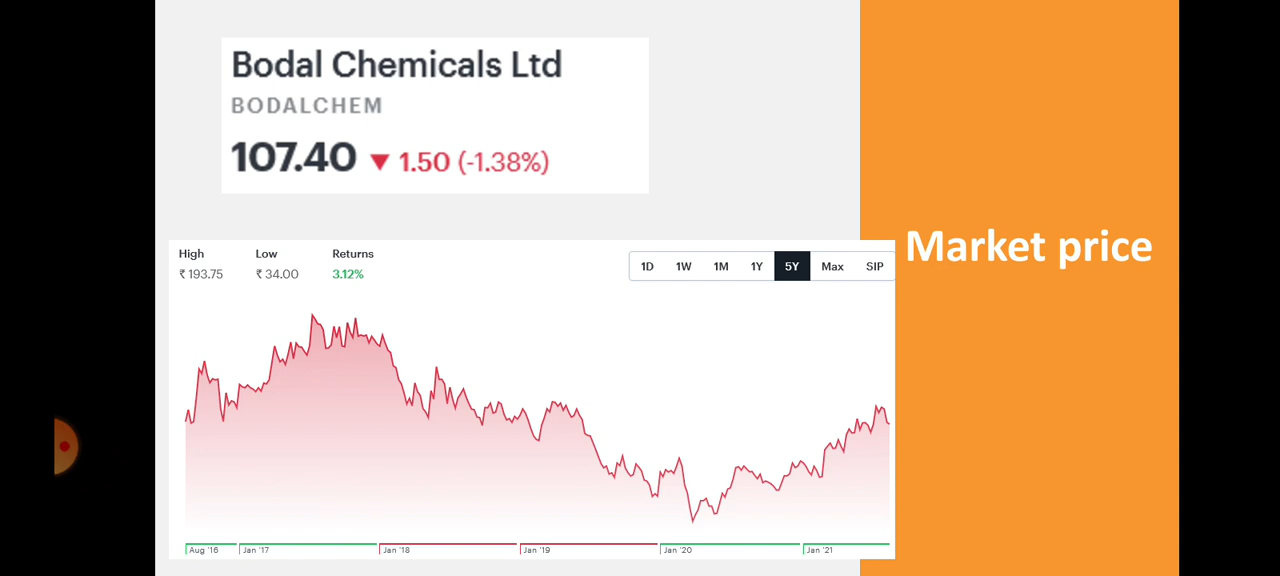 Bodal Chemicals Ltd
BODALCHEM
107.40 ▼ 1.50 (-1.38%)
Market price
High Low Returns
₹ 193.75 ₹ 34.00 3.12%
1D 1W 1M 1Y 5Y Max SIP
Aug '16 Jan '17 Jan '18 Jan '19 Jan '20 Jan '21